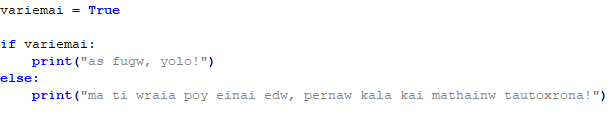 variemai = True

if variemai:
    print("as fugw, yolo!")
else:
    print("ma ti wraia poy einai edw, pernaw kala kai mathainw tautoxrona!")